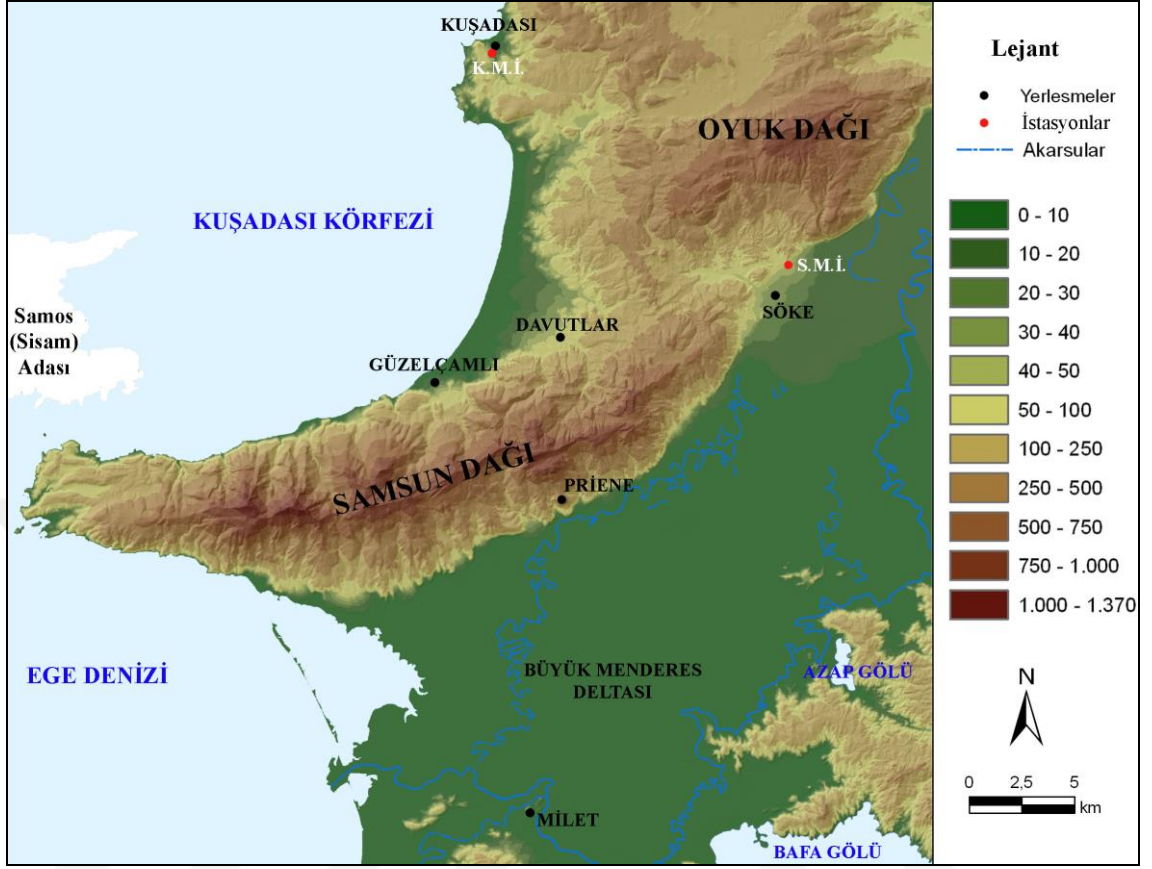 KUŞADASI
K.M.İ.
OYUK DAĞI
KUŞADASI KÖRFEZİ
S.M.İ.
SÖKE
Samos
(Sisam)
Adası
DAVUTLAR
GÜZELÇAMLI
SAMSUN DAĞI
PRİENE
EGE DENİZİ
BÜYÜK MENDERES
DELTASI
AZAP GÖLÜ
MİLET
BAFA GÖLÜ
Lejant
Yerlesmeler
İstasyonlar
Akarsular
0 - 10
10 - 20
20 - 30
30 - 40
40 - 50
50 - 100
100 - 250
250 - 500
500 - 750
750 - 1.000
1.000 - 1.370
N
0 2,5 5
km